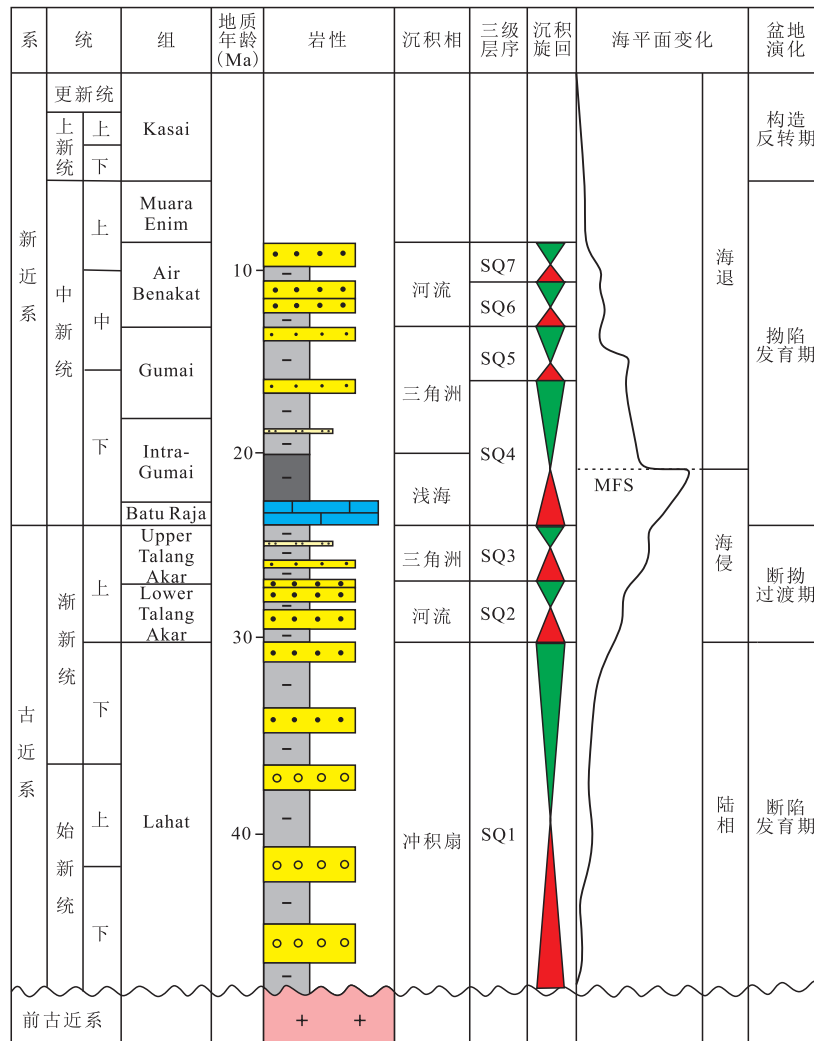 系
统
组
地质
年龄
(Ma)
岩性
沉积相
三级
层序
沉积
旋回
海平面变化
盆地
演化
新近系
更新统
上新统
上
下
Kasai
构造
反转期
中新统
上
中
下
Muara
Enim
Air
Benakat
Gumai
Intra-
Gumai
Batu Raja
10
20
河流
三角洲
浅海
SQ7
SQ6
SQ5
SQ4
MFS
海退
拗陷
发育期
古近系
渐新统
上
下
Upper
Talang
Akar
Lower
Talang
Akar
30
三角洲
河流
SQ3
SQ2
海侵
断拗
过渡期
始新统
上
下
Lahat
40
冲积扇
SQ1
陆相
断陷
发育期
前古近系